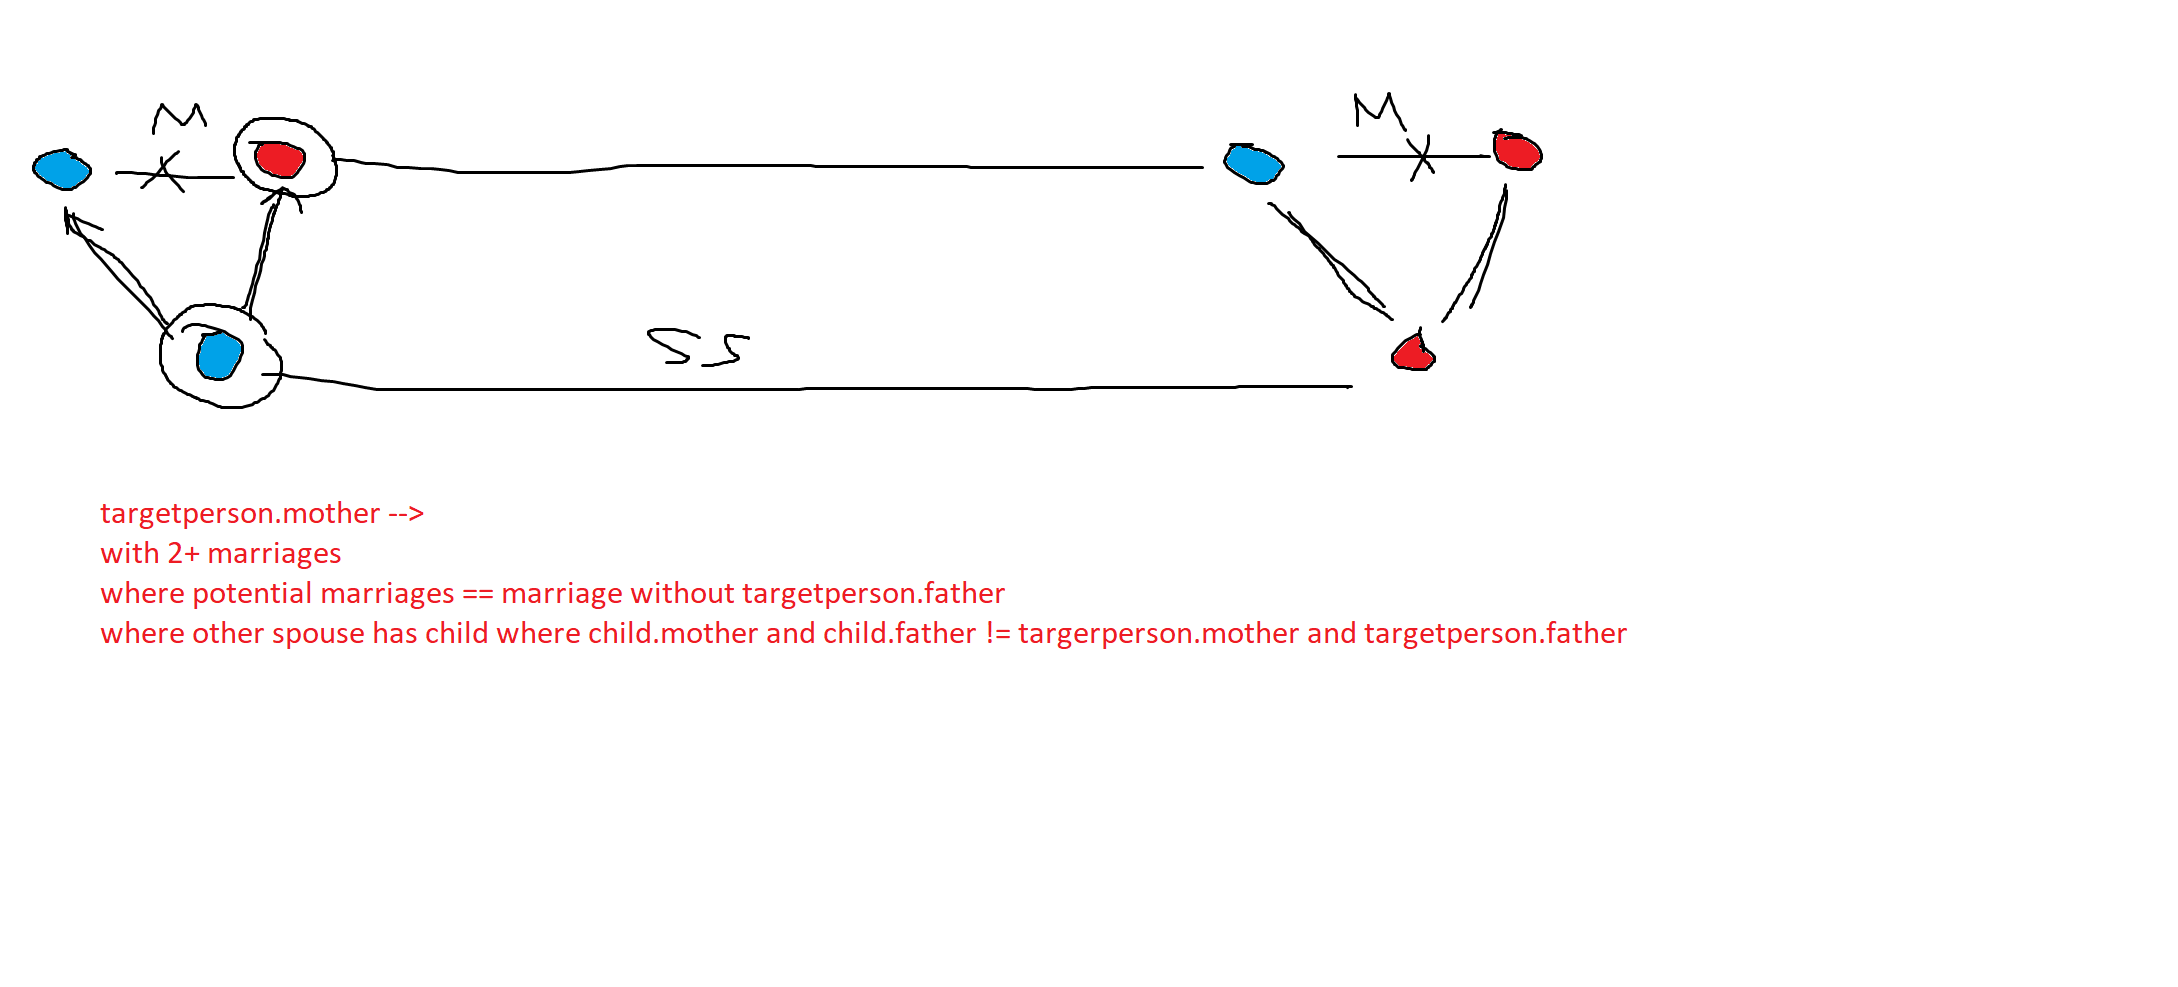 M
M
SS
targetperson.mother -->
with 2+ marriages
where potential marriages == marriage without targetperson.father
where other spouse has child where child.mother and child.father != targerperson.mother and targetperson.father